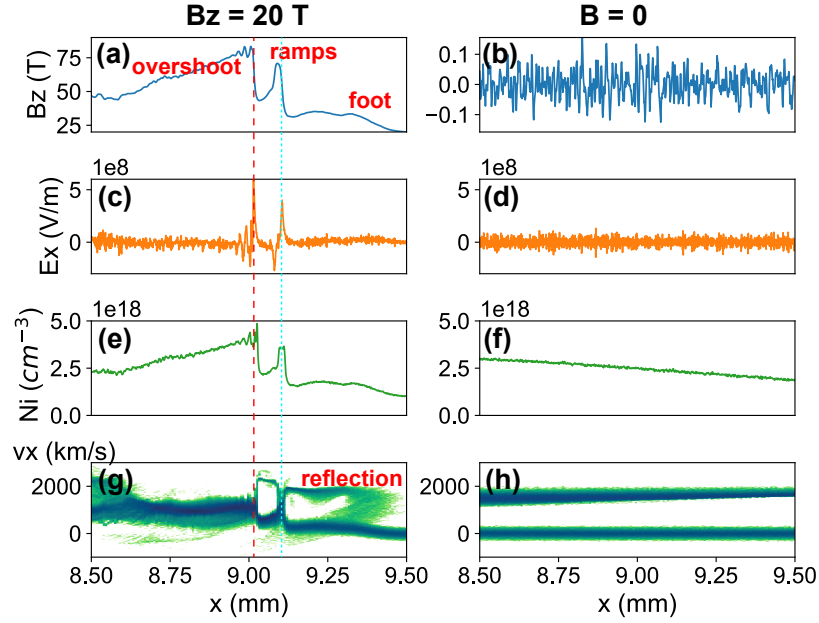 Bz = 20 T
B = 0
(a)
overshoot
ramps
foot
Bz (T)
75
50
25
(b)
0.1
0.0
−0.1
1e8
(c)
Ex (V/m)
5
0
1e8
(d)
5
0
1e18
(e)
Ni (cm⁻³)
5.0
2.5
0.0
1e18
(f)
5.0
2.5
0.0
vx (km/s)
(g)
reflection
2000
0
8.50 8.75 9.00 9.25 9.50
x (mm)
(h)
2000
0
8.50 8.75 9.00 9.25 9.50
x (mm)